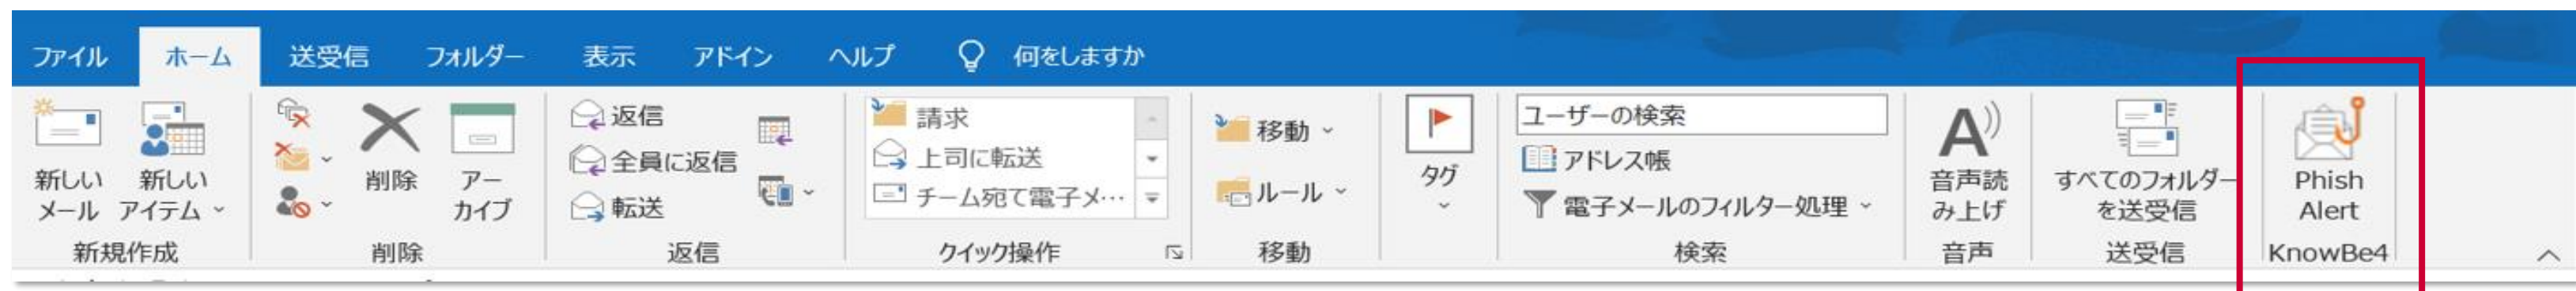 ファイル ホーム 送受信 フォルダー 表示 アドイン ヘルプ 何をしますか
新しい
メール
新しい
アイテム
新規作成
削除
アー
カイブ
削除
返信
全員に返信
転送
返信
請求
上司に転送
チーム宛て電子メ…
クイック操作
移動
ルール
移動
タグ
ユーザーの検索
アドレス帳
電子メールのフィルター処理
検索
A
音声読
み上げ
音声
すべてのフォルダー
を送受信
送受信
Phish
Alert
KnowBe4